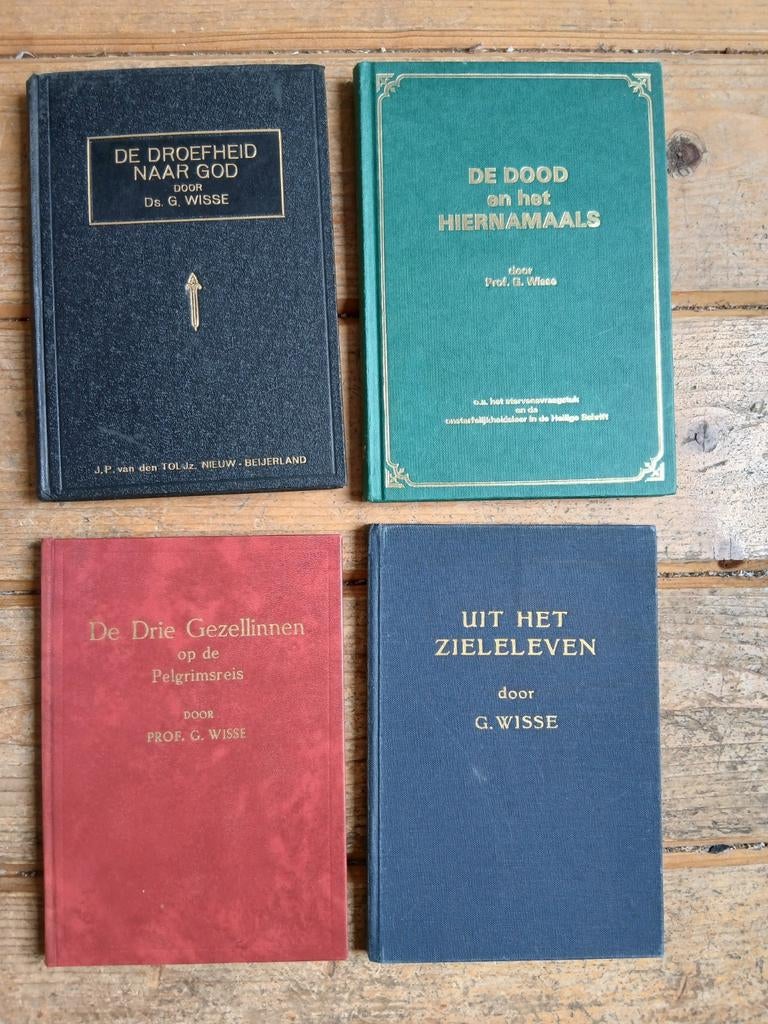 DE DROEFHEID
NAAR GOD
DOOR
Ds. G. WISSE
J.P. van den TOL Jz. NIEUW - BEIJERLAND
DE DOOD
en het
HIERNAMAALS
door
Prof. G. Wisse
o.a. het stervensvraagstuk
en de
onsterfelijkheidsleer in de Heilige Schrift
De Drie Gezellinnen
op de
Pelgrimsreis
DOOR
PROF. G. WISSE
UIT HET
ZIELELEVEN
door
G. WISSE